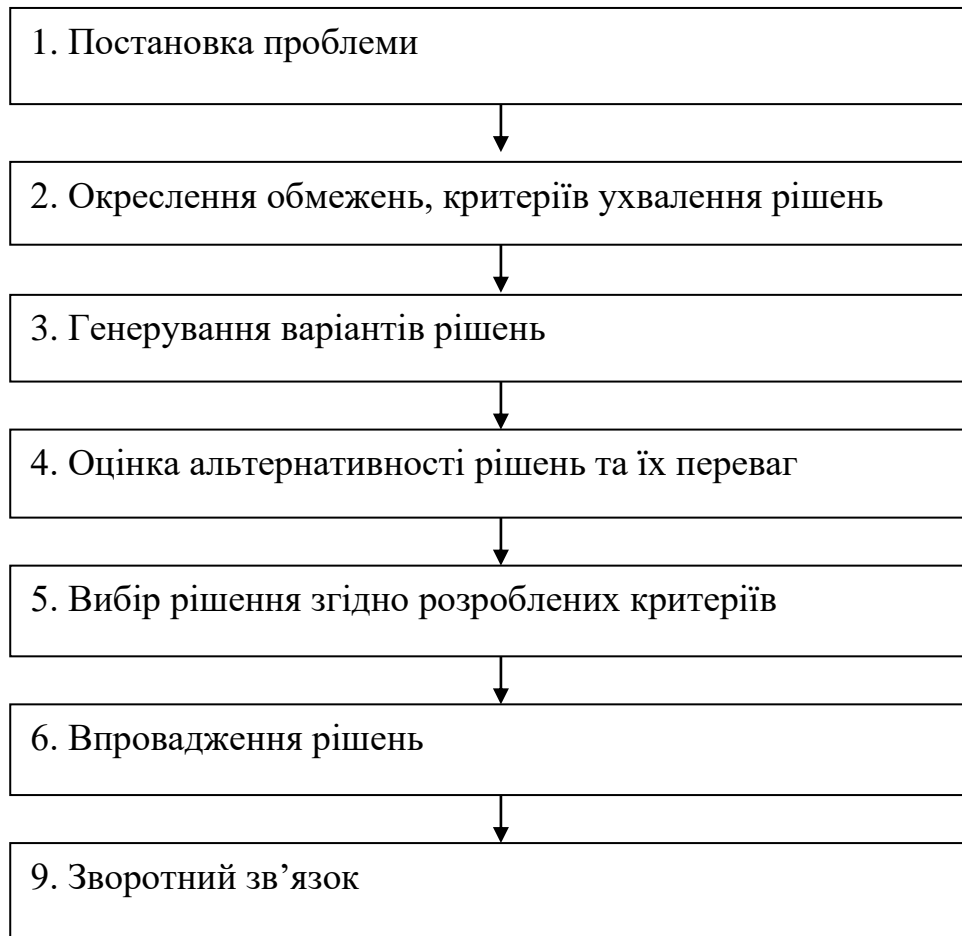 1. Постановка проблеми
2. Окреслення обмежень, критеріїв ухвалення рішень
3. Генерування варіантів рішень
4. Оцінка альтернативності рішень та їх переваг
5. Вибір рішення згідно розроблених критеріїв
6. Впровадження рішень
9. Зворотний зв’язок